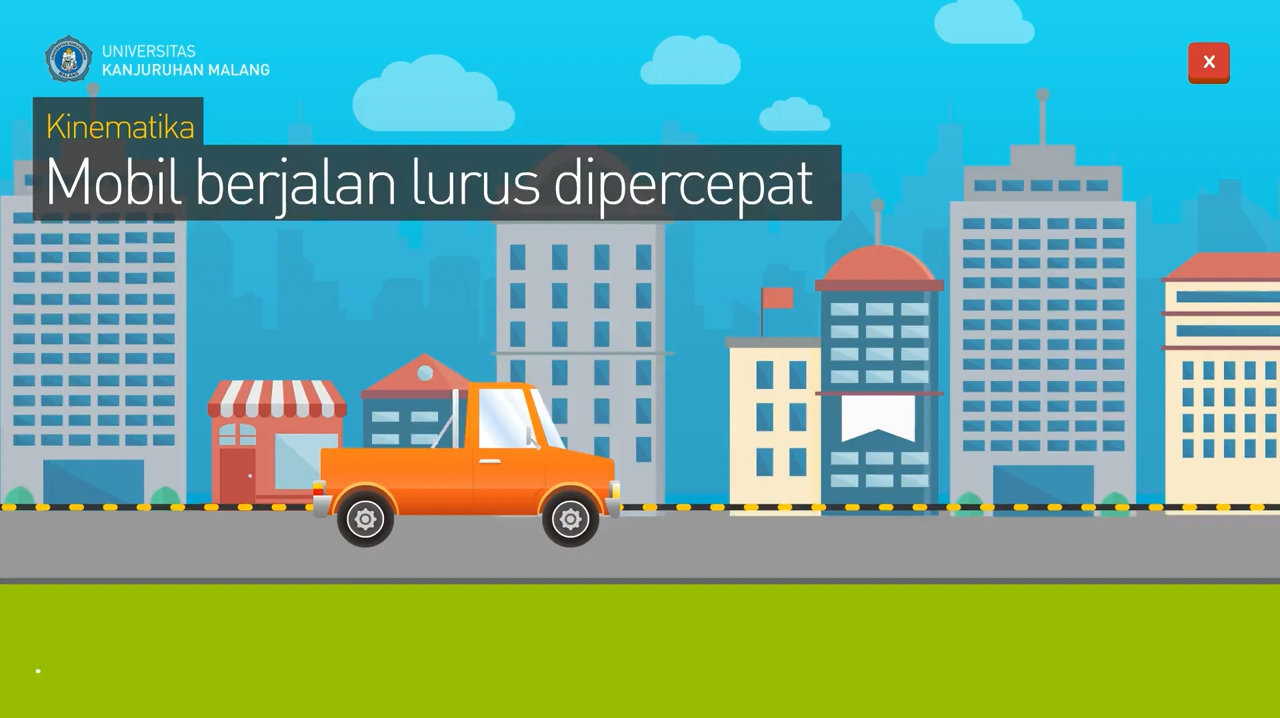 UNIVERSITAS
KANJURUHAN MALANG
X
Kinematika
Mobil berjalan lurus dipercepat